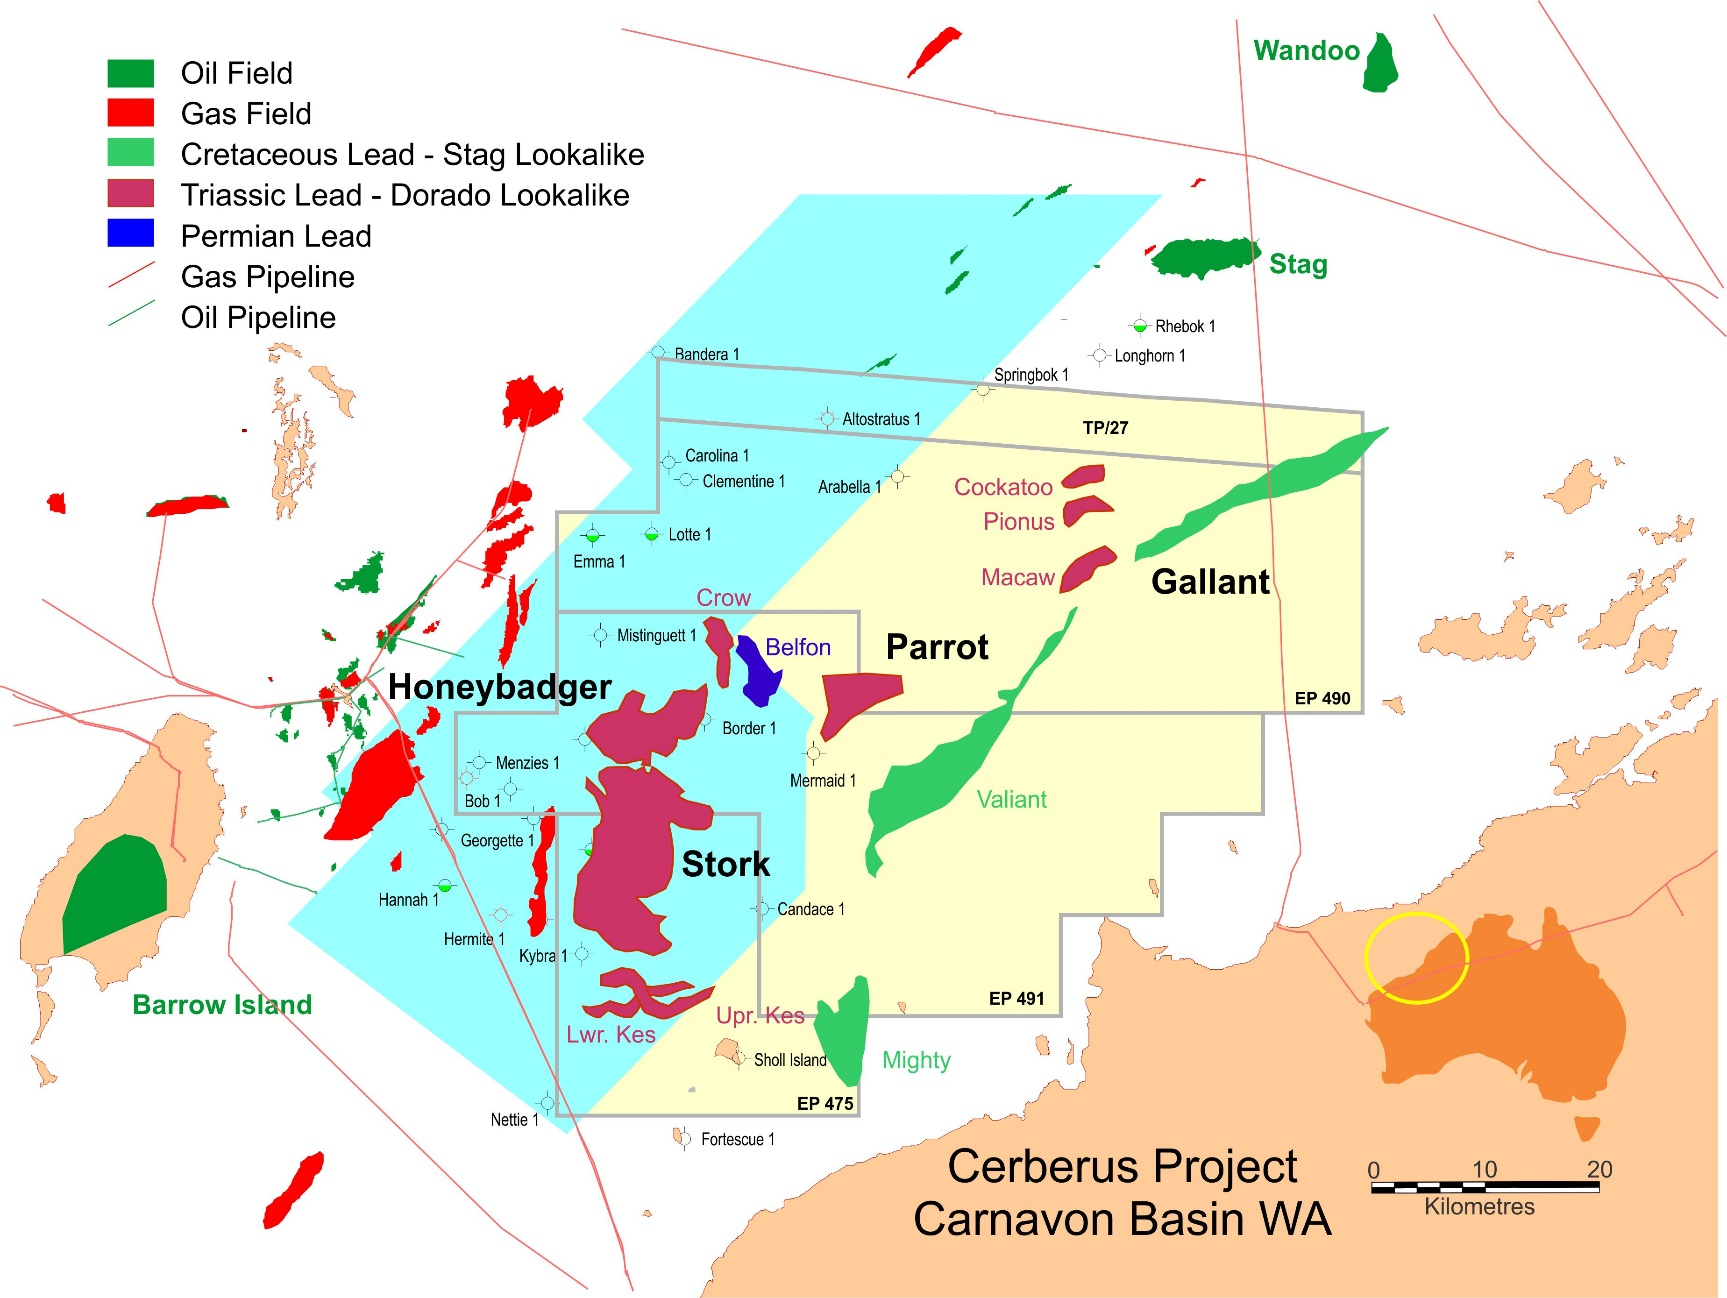 Wandoo
Oil Field
Gas Field
Cretaceous Lead - Stag Lookalike
Triassic Lead - Dorado Lookalike
Permian Lead
Gas Pipeline
Oil Pipeline
Stag
Rhebok 1
Longhorn 1
Bandera 1
Springbok 1
Altostratus 1
TP/27
Carolina 1
Clementine 1
Arabella 1
Cockatoo
Pionus
Lotte 1
Emma 1
Macaw
Gallant
Crow
Mistinguett 1
Belfon
Parrot
Honeybadger
EP 490
Border 1
Menzies 1
Mermaid 1
Bob 1
Valiant
Georgette 1
Stork
Hannah 1
Candace 1
Hermite 1
Kybra 1
EP 491
Barrow Island
Upr. Kes
Lwr. Kes
Sholl Island
Mighty
EP 475
Nettie 1
Fortescue 1
Cerberus Project
Carnavon Basin WA
0 10 20
Kilometres